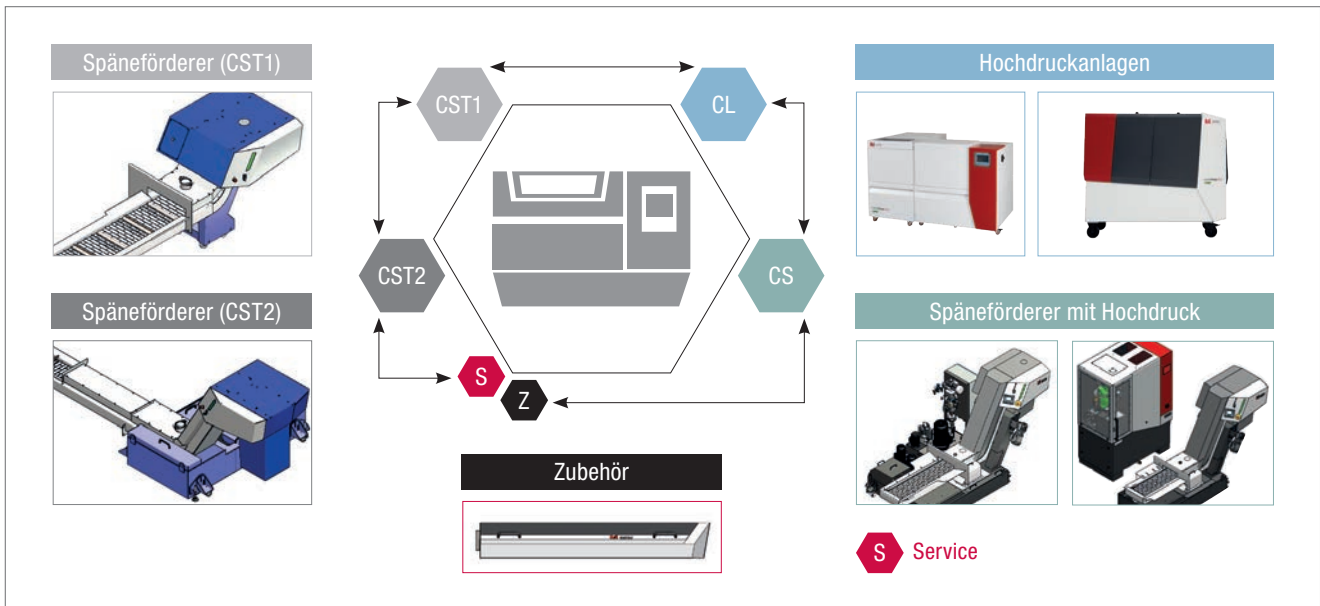 Späneförderer (CST1)
Hochdruckanlagen
CST1
CL
CST2
CS
Späneförderer (CST2)
Späneförderer mit Hochdruck
S
Z
Zubehör
S Service